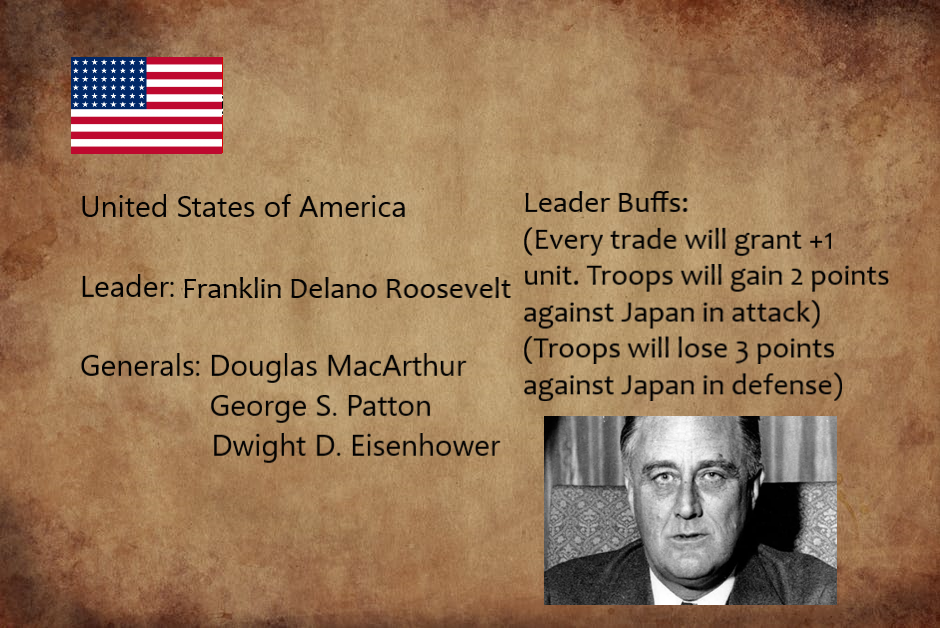 United States of America
Leader: Franklin Delano Roosevelt
Generals: Douglas MacArthur
George S. Patton
Dwight D. Eisenhower
Leader Buffs:
(Every trade will grant +1
unit. Troops will gain 2 points
against Japan in attack)
(Troops will lose 3 points
against Japan in defense)